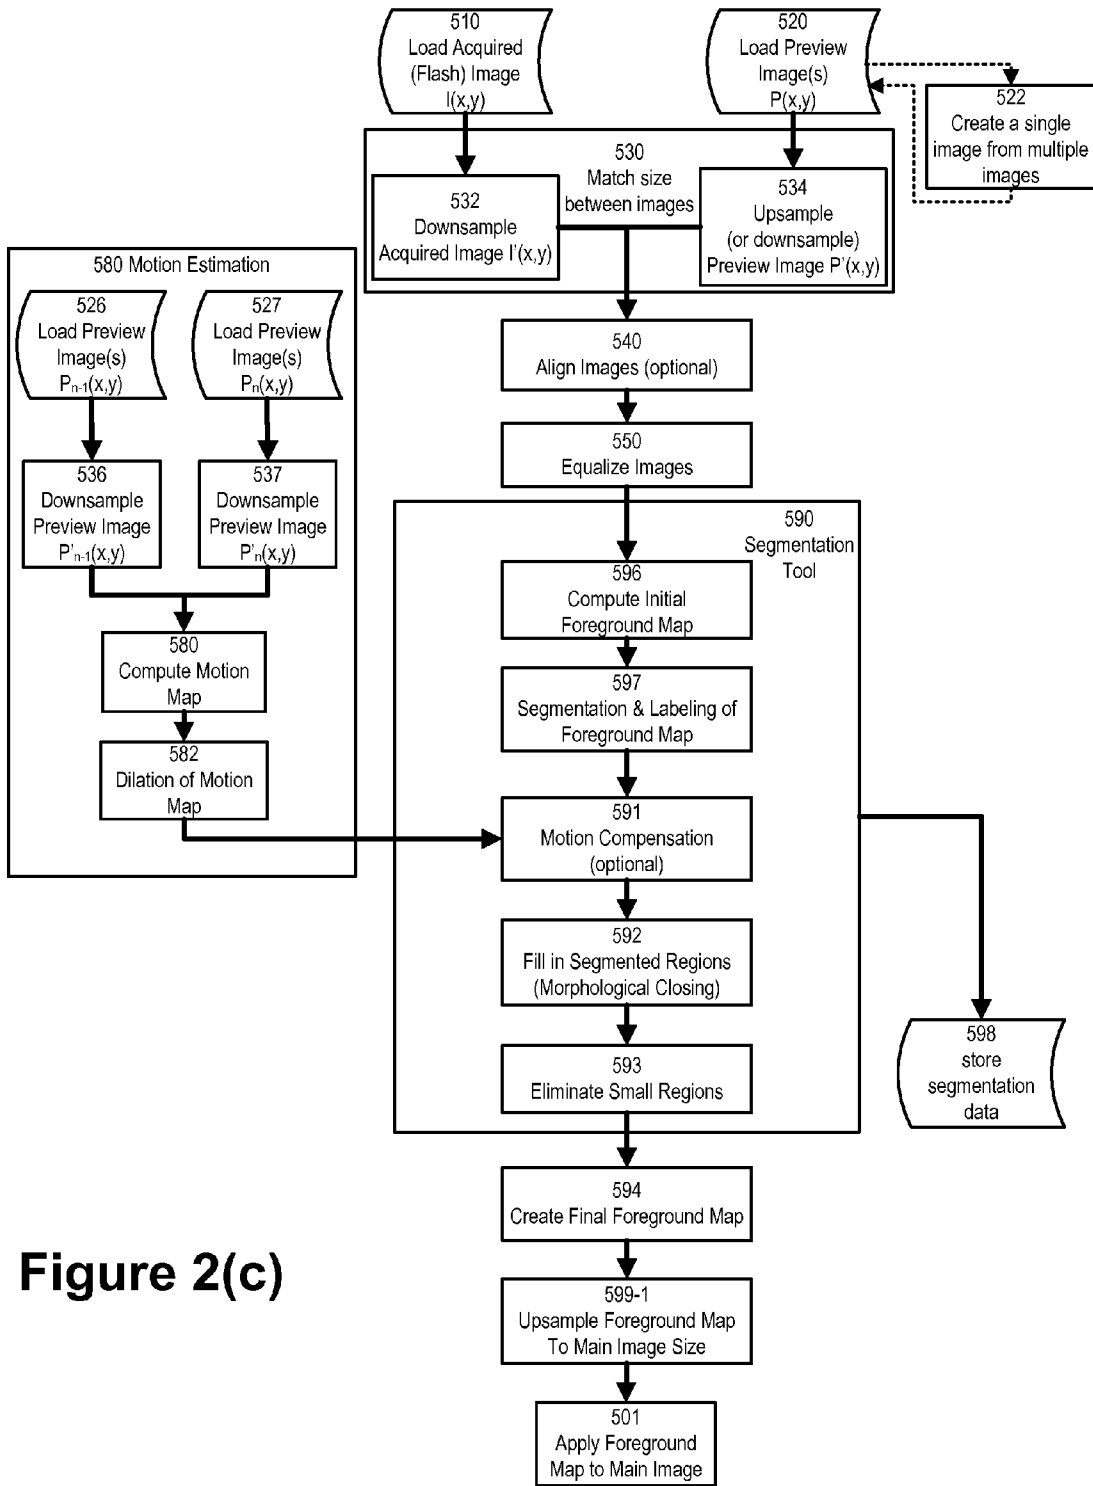 510
Load Acquired
(Flash) Image
I(x,y)
520
Load Preview
Image(s)
P(x,y)
522
Create a single
image from multiple
images
530
Match size
between images
532
Downsample
Acquired Image I'(x,y)
534
Upsample
(or downsample)
Preview Image P'(x,y)
580 Motion Estimation
526
Load Preview
Image(s)
Pn-1(x,y)
527
Load Preview
Image(s)
Pn(x,y)
536
Downsample
Preview Image
P'n-1(x,y)
537
Downsample
Preview Image
P'n(x,y)
580
Compute Motion
Map
582
Dilation of Motion
Map
540
Align Images (optional)
550
Equalize Images
590
Segmentation
Tool
596
Compute Initial
Foreground Map
597
Segmentation & Labeling of
Foreground Map
591
Motion Compensation
(optional)
592
Fill in Segmented Regions
(Morphological Closing)
593
Eliminate Small Regions
598
store
segmentation
data
594
Create Final Foreground Map
599-1
Upsample Foreground Map
To Main Image Size
501
Apply Foreground
Map to Main Image
Figure 2(c)